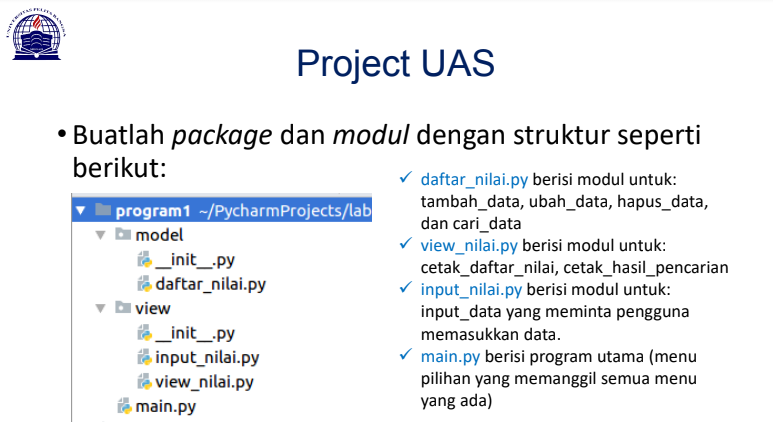 UNIVERSITAS PELITA BANGSA
Project UAS
• Buatlah package dan modul dengan struktur seperti
berikut:
program1 ~/PycharmProjects/lab
model
__init__.py
daftar_nilai.py
view
__init__.py
input_nilai.py
view_nilai.py
main.py
✓ daftar_nilai.py berisi modul untuk:
tambah_data, ubah_data, hapus_data,
dan cari_data
✓ view_nilai.py berisi modul untuk:
cetak_daftar_nilai, cetak_hasil_pencarian
✓ input_nilai.py berisi modul untuk:
input_data yang meminta pengguna
memasukkan data.
✓ main.py berisi program utama (menu
pilihan yang memanggil semua menu
yang ada)